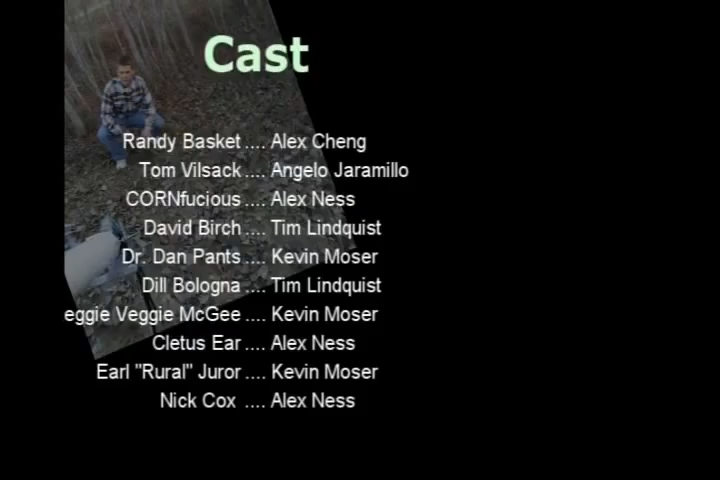 Cast
Randy Basket .... Alex Cheng
Tom Vilsack .... Angelo Jaramillo
CORNfucious .... Alex Ness
David Birch .... Tim Lindquist
Dr. Dan Pants .... Kevin Moser
Dill Bologna .... Tim Lindquist
eggie Veggie McGee .... Kevin Moser
Cletus Ear .... Alex Ness
Earl "Rural" Juror .... Kevin Moser
Nick Cox .... Alex Ness